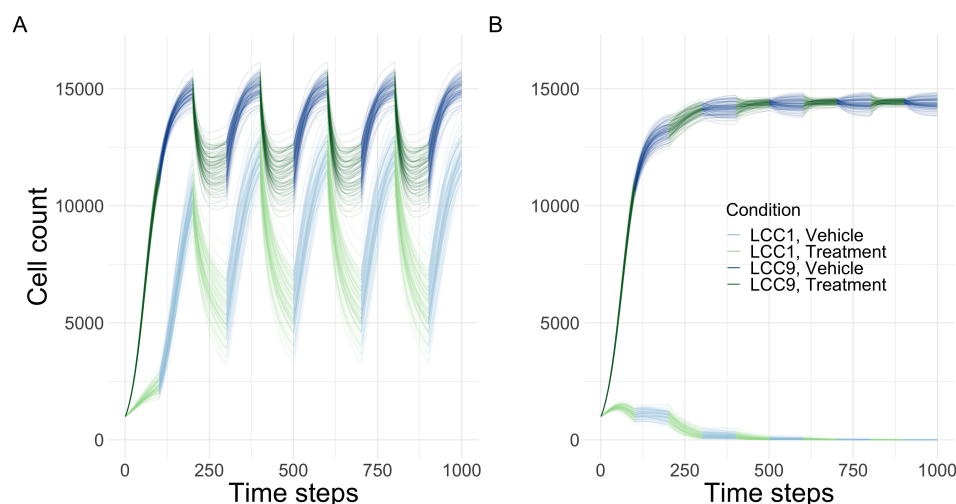 A
B
Cell count
15000
10000
5000
0
0 250 500 750 1000
Time steps
15000
10000
5000
0
Condition
LCC1, Vehicle
LCC1, Treatment
LCC9, Vehicle
LCC9, Treatment
0 250 500 750 1000
Time steps